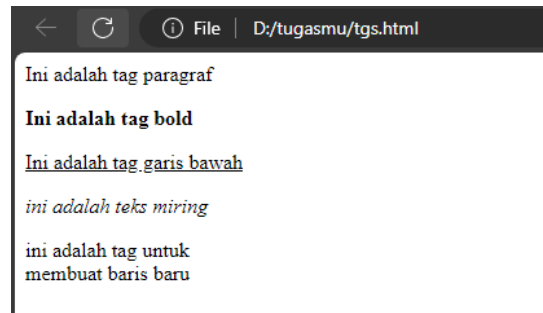 File | D:/tugasmu/tgs.html
Ini adalah tag paragraf
Ini adalah tag bold
Ini adalah tag garis bawah
ini adalah teks miring
ini adalah tag untuk
membuat baris baru